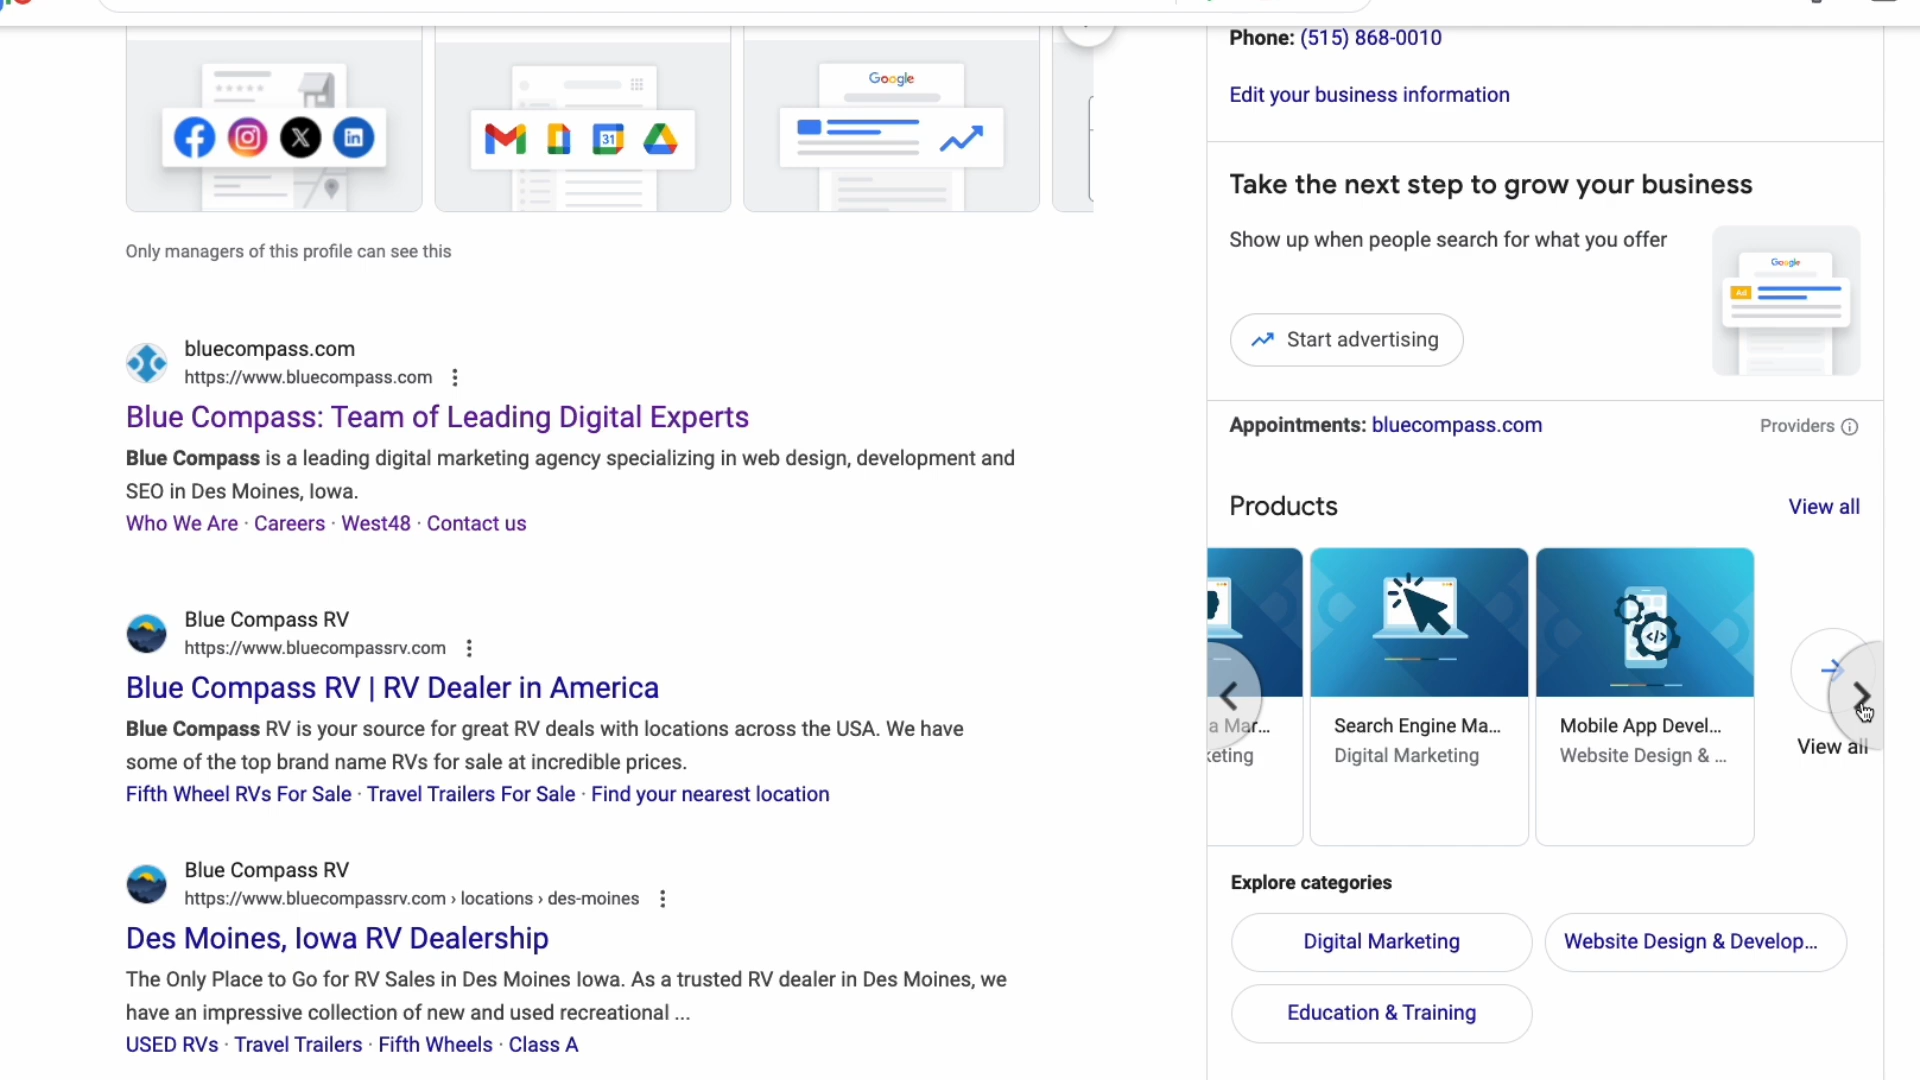 Google
31
Only managers of this profile can see this
bluecompass.com
https://www.bluecompass.com
Blue Compass: Team of Leading Digital Experts
Blue Compass is a leading digital marketing agency specializing in web design, development and
SEO in Des Moines, Iowa.
Who We Are · Careers · West48 · Contact us
Blue Compass RV
https://www.bluecompassrv.com
Blue Compass RV | RV Dealer in America
Blue Compass RV is your source for great RV deals with locations across the USA. We have
some of the top brand name RVs for sale at incredible prices.
Fifth Wheel RVs For Sale · Travel Trailers For Sale · Find your nearest location
Blue Compass RV
https://www.bluecompassrv.com › locations › des-moines
Des Moines, Iowa RV Dealership
The Only Place to Go for RV Sales in Des Moines Iowa. As a trusted RV dealer in Des Moines, we
have an impressive collection of new and used recreational ...
USED RVs · Travel Trailers · Fifth Wheels · Class A
Phone: (515) 868-0010
Edit your business information
Take the next step to grow your business
Show up when people search for what you offer
Google
Ad
Start advertising
Appointments: bluecompass.com
Providers
Products
View all
a Mar...
keting
Search Engine Ma...
Digital Marketing
Mobile App Devel...
Website Design & ...
View all
Explore categories
Digital Marketing
Website Design & Develop...
Education & Training